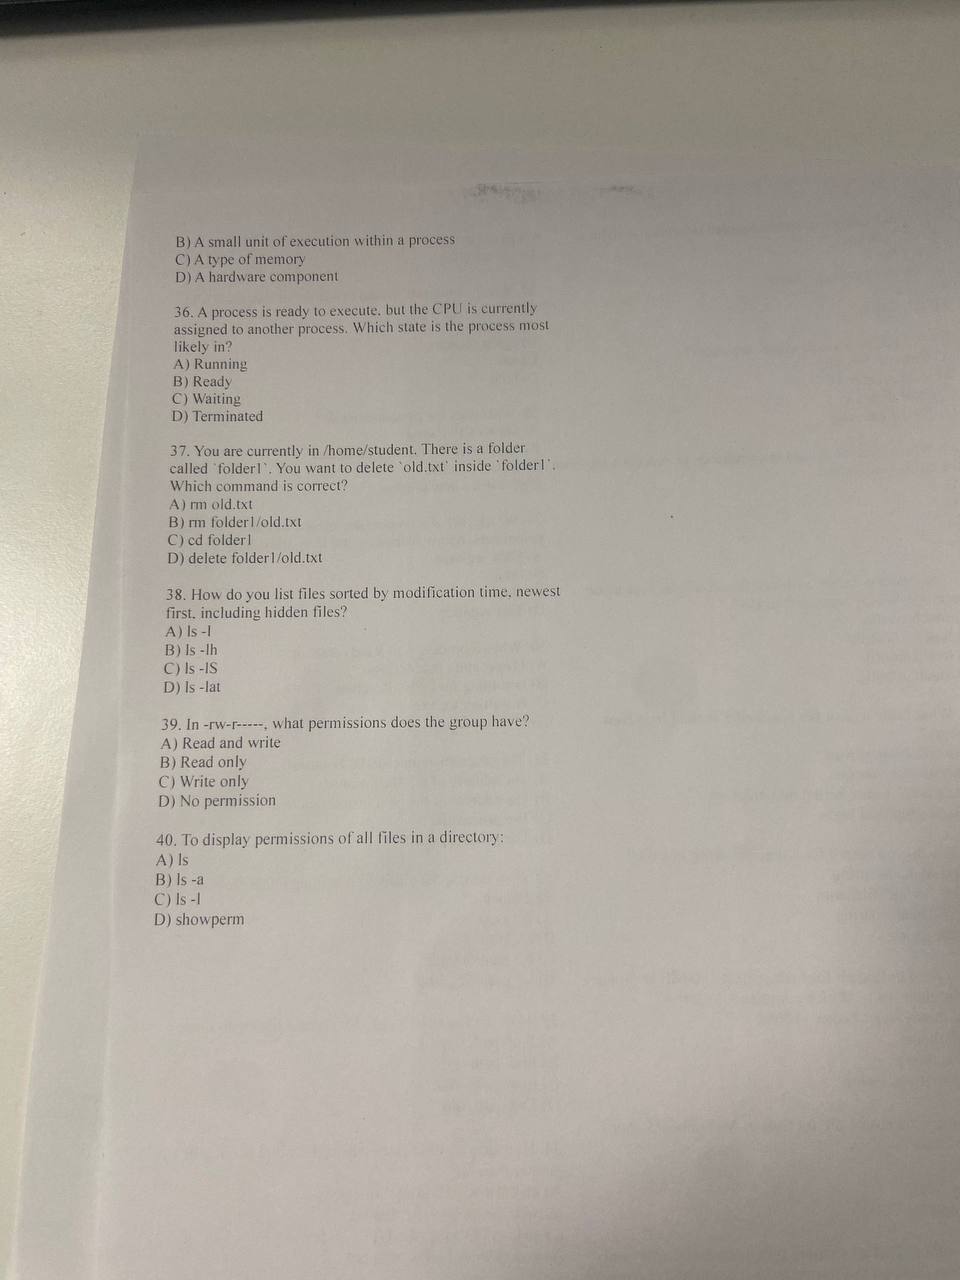 B) A small unit of execution within a process
C) A type of memory
D) A hardware component
36. A process is ready to execute, but the CPU is currently
assigned to another process. Which state is the process most
likely in?
A) Running
B) Ready
C) Waiting
D) Terminated
37. You are currently in /home/student. There is a folder
called `folder1`. You want to delete `old.txt` inside `folder1`.
Which command is correct?
A) rm old.txt
B) rm folder1/old.txt
C) cd folder1
D) delete folder1/old.txt
38. How do you list files sorted by modification time, newest
first, including hidden files?
A) ls -l
B) ls -lh
C) ls -lS
D) ls -lat
39. In -rw-r-----, what permissions does the group have?
A) Read and write
B) Read only
C) Write only
D) No permission
40. To display permissions of all files in a directory:
A) ls
B) ls -a
C) ls -l
D) showperm